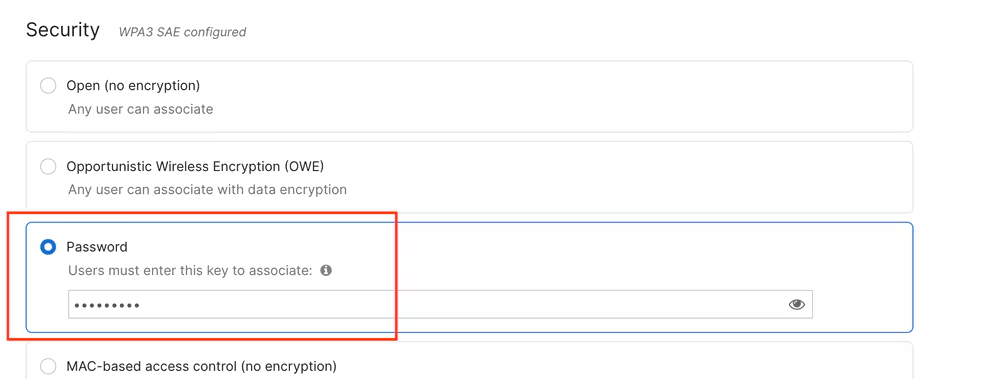 Security WPA3 SAE configured
Open (no encryption)
Any user can associate
Opportunistic Wireless Encryption (OWE)
Any user can associate with data encryption
Password
Users must enter this key to associate:
•••••••••
MAC-based access control (no encryption)